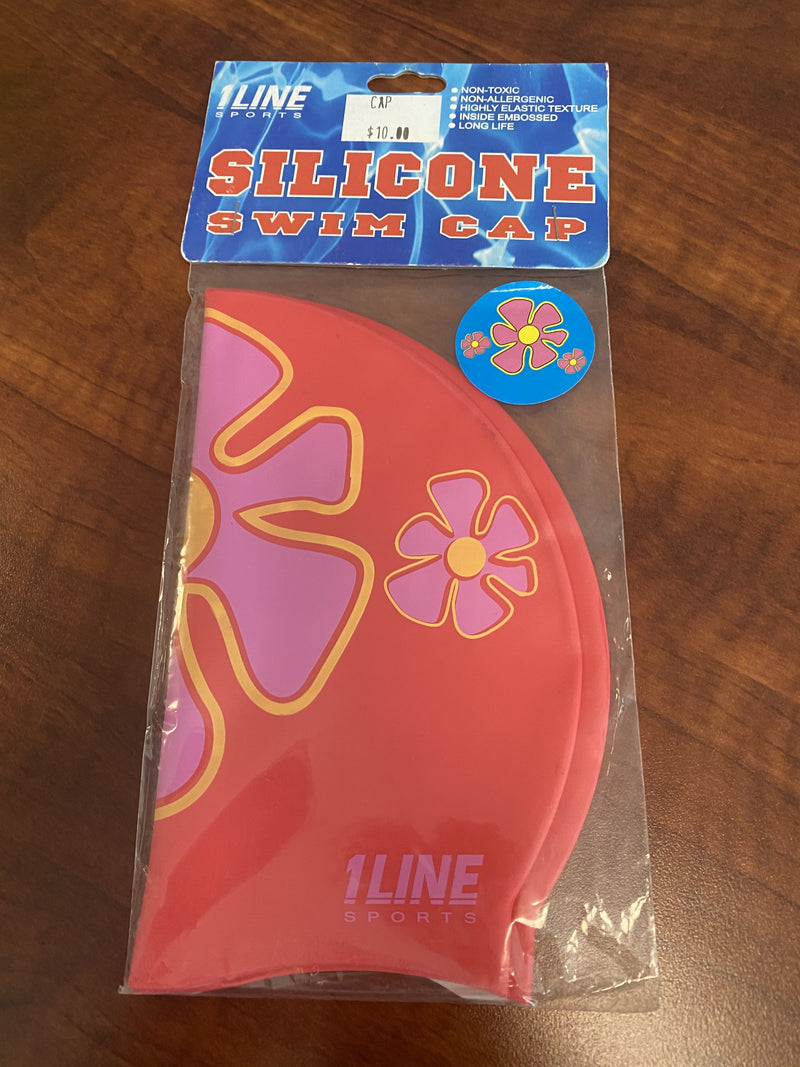 1LINE
SPORTS
CAP
$10.00
NON-TOXIC
NON-ALLERGENIC
HIGHLY ELASTIC TEXTURE
INSIDE EMBOSSED
LONG LIFE
SILICONE
SWIM CAP
1LINE
SPORTS